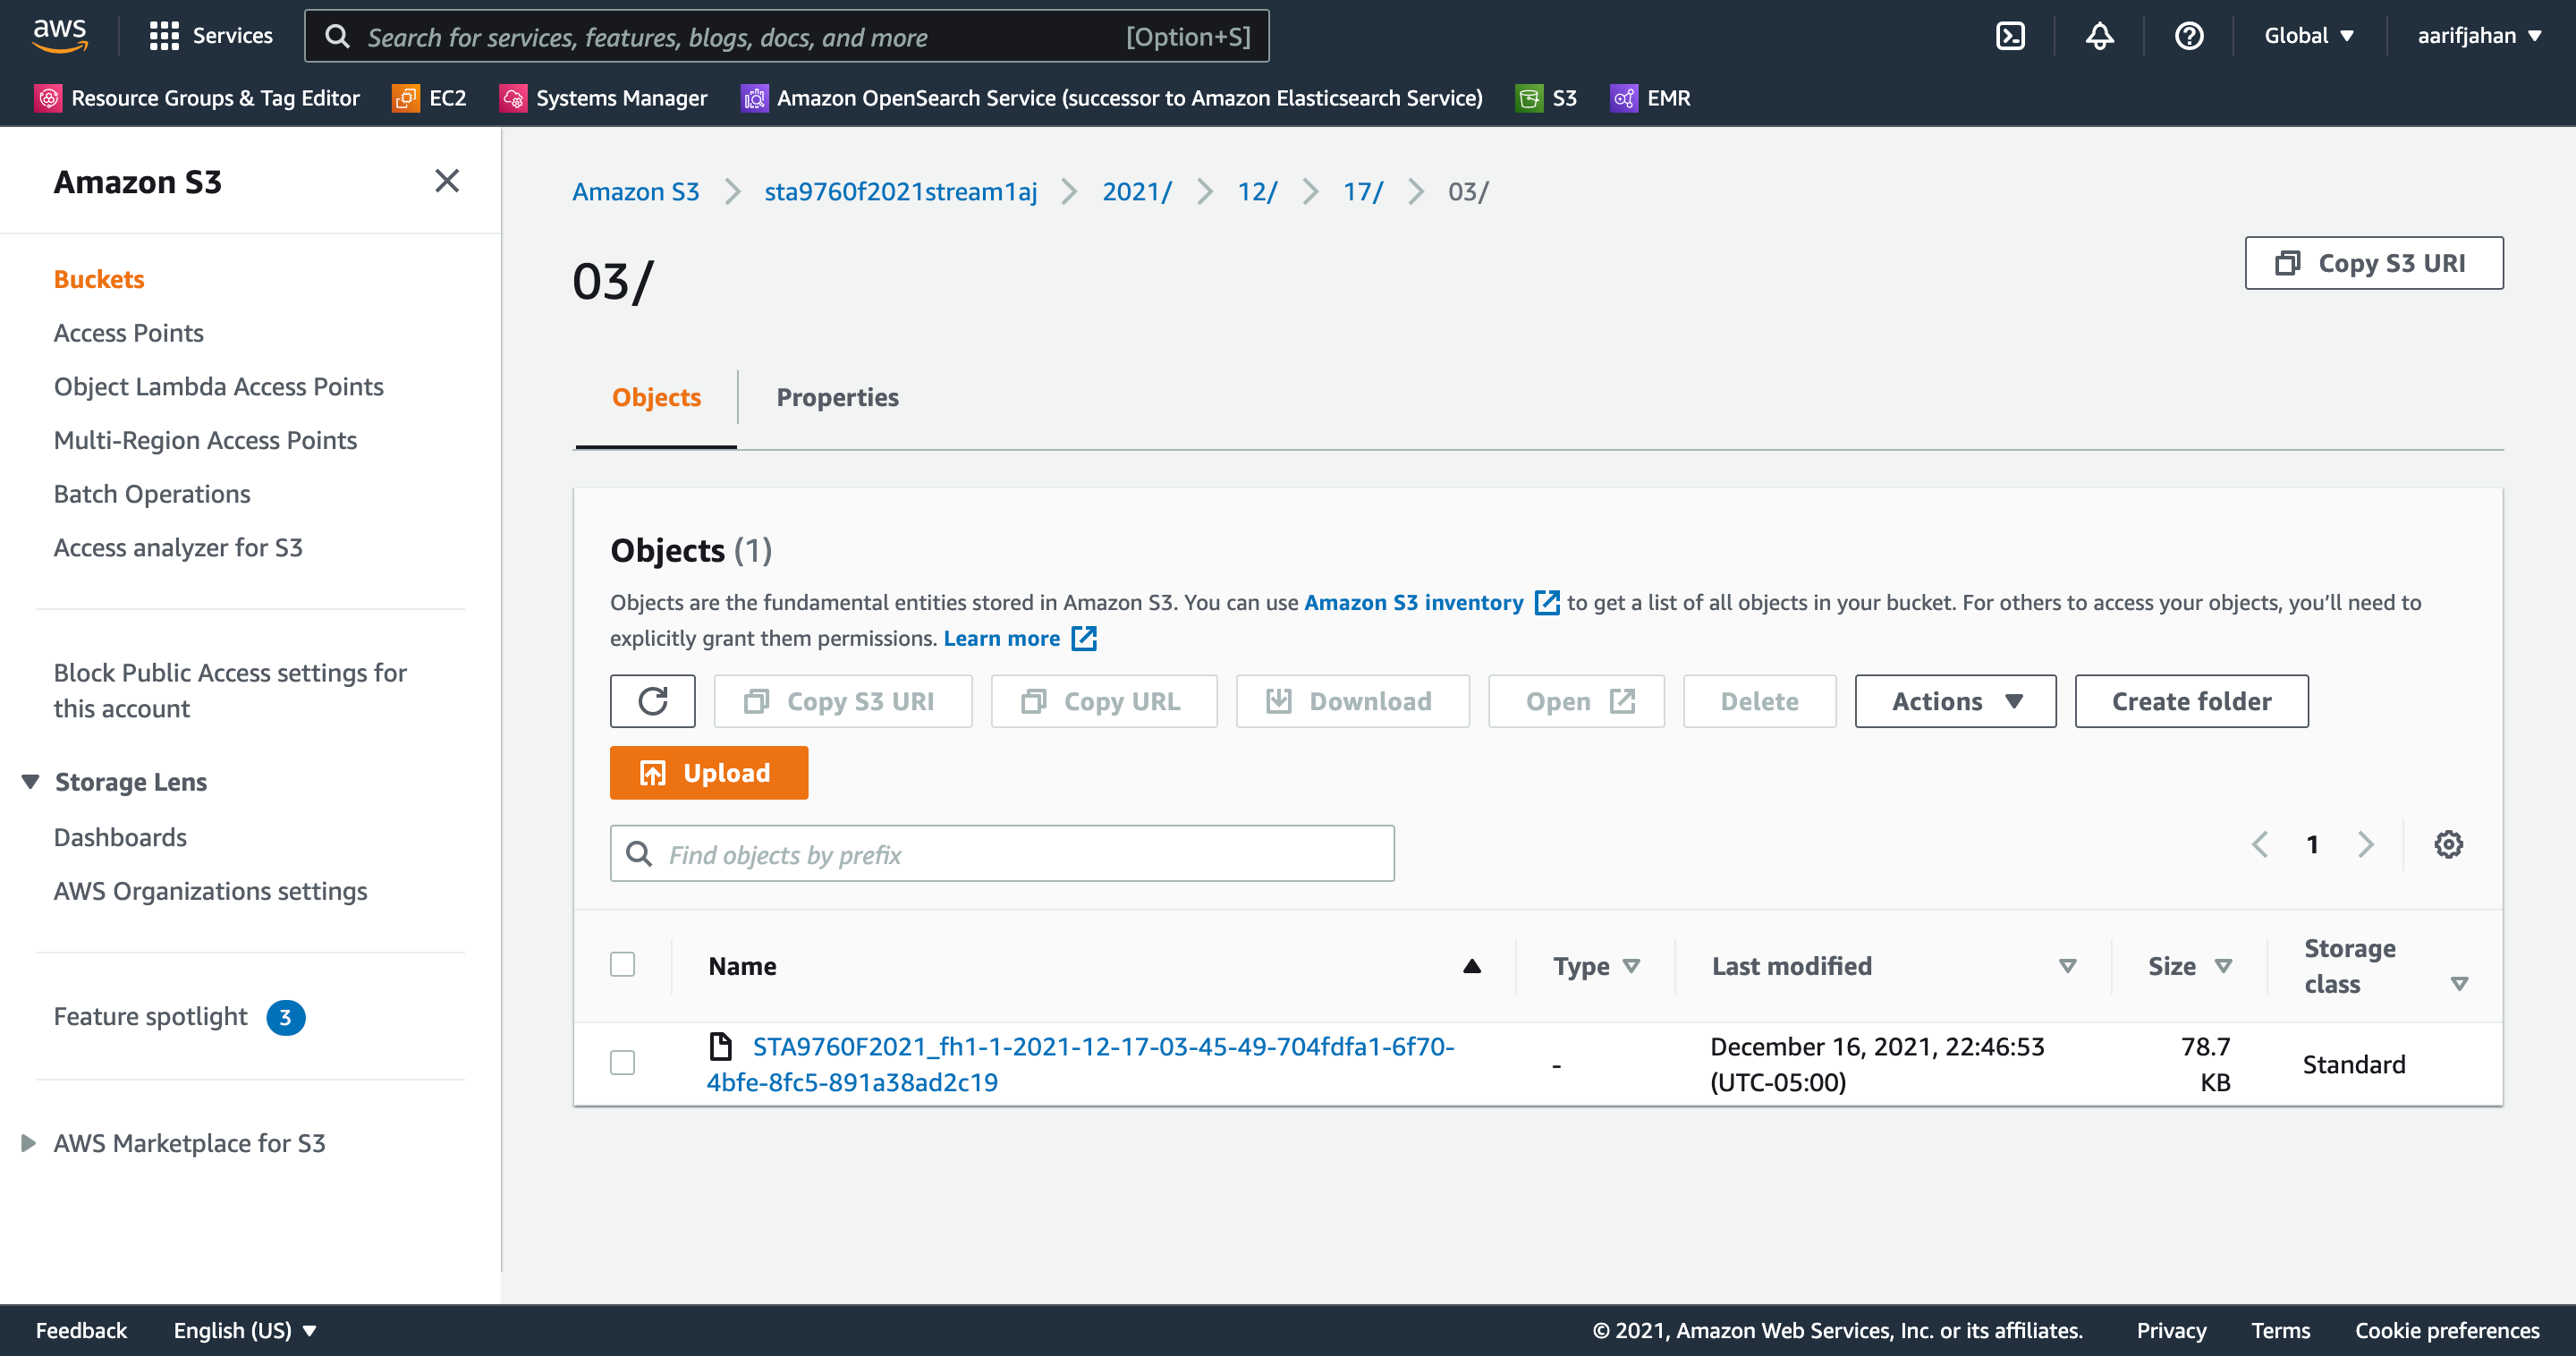 aws
Services
Search for services, features, blogs, docs, and more
[Option+S]
Global
aarifjahan
Resource Groups & Tag Editor
EC2
Systems Manager
Amazon OpenSearch Service (successor to Amazon Elasticsearch Service)
S3
EMR
Amazon S3
Buckets
Access Points
Object Lambda Access Points
Multi-Region Access Points
Batch Operations
Access analyzer for S3
Block Public Access settings for
this account
Storage Lens
Dashboards
AWS Organizations settings
Feature spotlight 3
AWS Marketplace for S3
Amazon S3
sta9760f2021stream1aj
2021/
12/
17/
03/
03/
Copy S3 URI
Objects
Properties
Objects (1)
Objects are the fundamental entities stored in Amazon S3. You can use Amazon S3 inventory to get a list of all objects in your bucket. For others to access your objects, you’ll need to
explicitly grant them permissions. Learn more
Copy S3 URI
Copy URL
Download
Open
Delete
Actions
Create folder
Upload
Find objects by prefix
1
Name
Type
Last modified
Size
Storage
class
STA9760F2021_fh1-1-2021-12-17-03-45-49-704fdfa1-6f70-
4bfe-8fc5-891a38ad2c19
-
December 16, 2021, 22:46:53
(UTC-05:00)
78.7
KB
Standard
Feedback
English (US)
© 2021, Amazon Web Services, Inc. or its affiliates.
Privacy
Terms
Cookie preferences